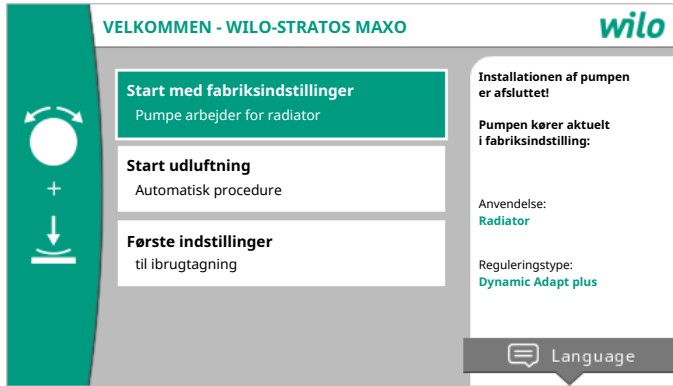 VELKOMMEN - WILO-STRATOS MAXO
wilo
Start med fabriksindstillinger
Pumpe arbejder for radiator
Start udluftning
Automatisk procedure
Første indstillinger
til ibrugtagning
+
Installationen af pumpen
er afsluttet!
Pumpen kører aktuelt
i fabriksindstilling:
Anvendelse:
Radiator
Reguleringstype:
Dynamic Adapt plus
Language